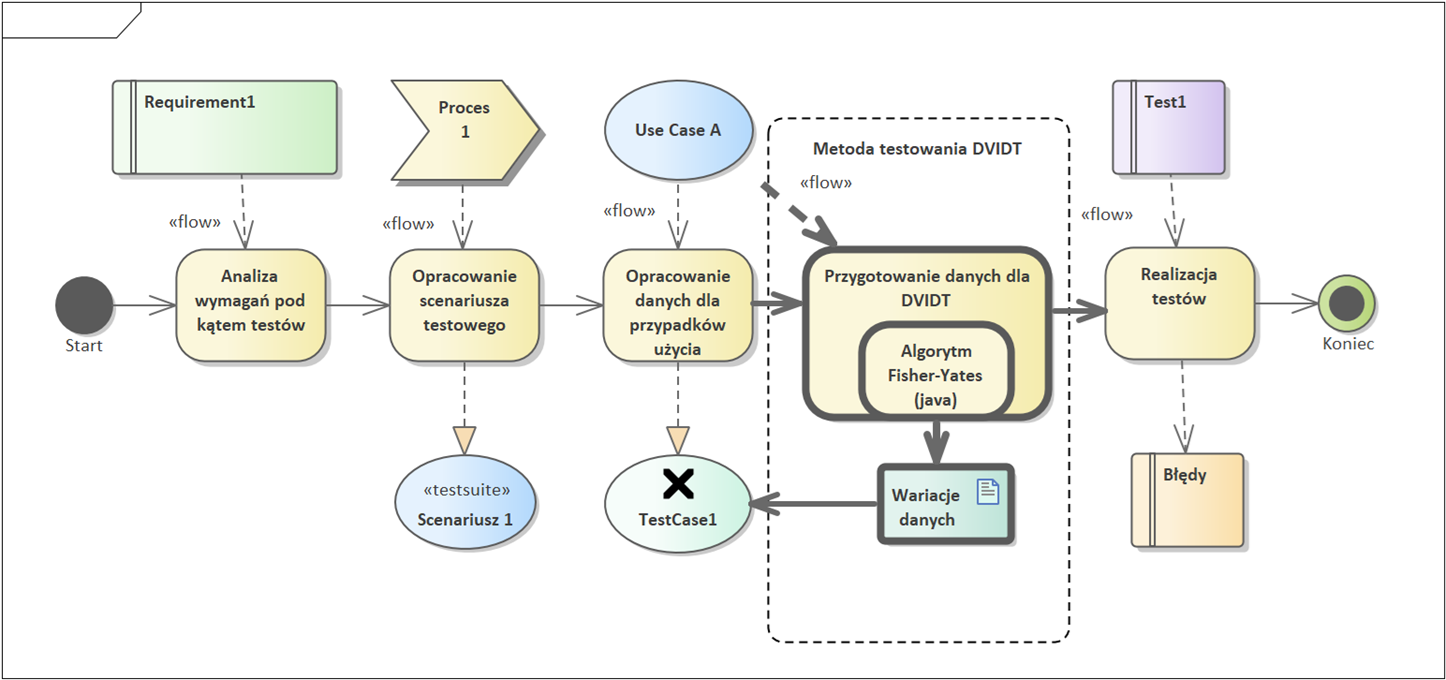 Requirement1
Proces
1
Use Case A
Metoda testowania DVIDT
Test1
«flow»
«flow»
«flow»
«flow»
«flow»
Start
Analiza
wymagań pod
kątem testów
Opracowanie
scenariusza
testowego
Opracowanie
danych dla
przypadków
użycia
Przygotowanie danych dla
DVIDT
Algorytm
Fisher-Yates
(java)
Realizacja
testów
Koniec
«testsuite»
Scenariusz 1
TestCase1
Wariacje
danych
Błędy